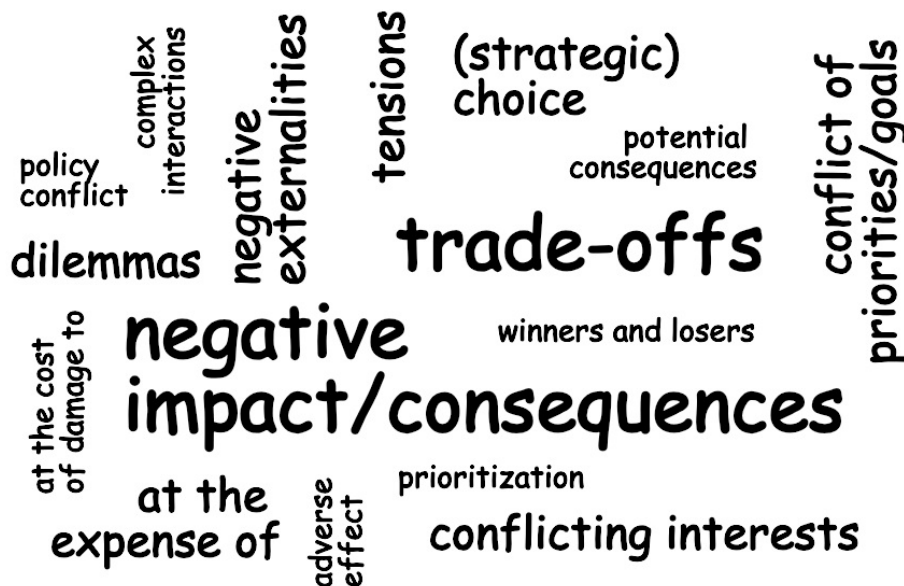 complex
interactions
negative
externalities
tensions
(strategic)
choice
conflict of
priorities/goals
potential
consequences
policy
conflict
dilemmas
trade-offs
negative
impact/consequences
winners and losers
at the cost
of damage to
at the
expense of
adverse
effect
prioritization
conflicting interests